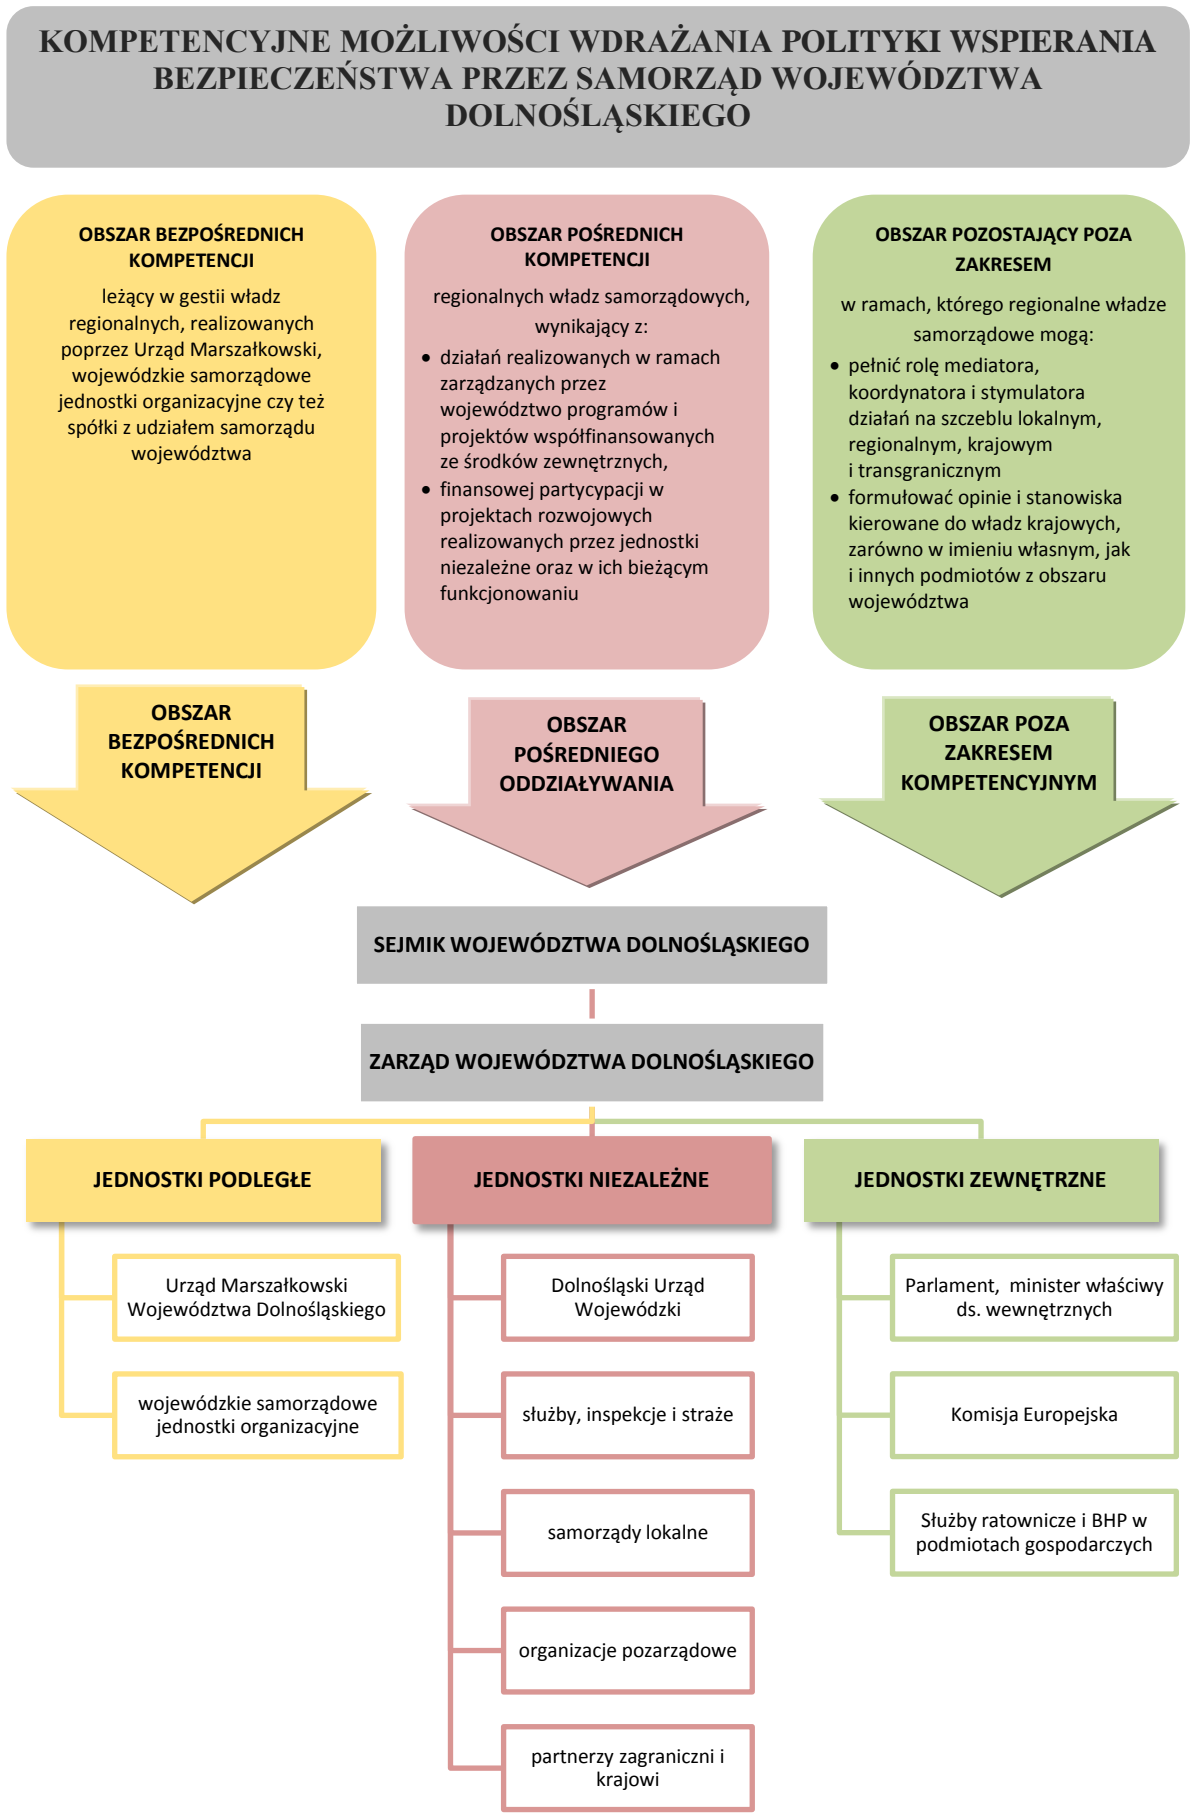 KOMPETENCYJNE MOŻLIWOŚCI WDRAŻANIA POLITYKI WSPIERANIA
BEZPIECZEŃSTWA PRZEZ SAMORZĄD WOJEWÓDZTWA
DOLNOŚLĄSKIEGO
OBSZAR BEZPOŚREDNICH
KOMPETENCJI
leżący w gestii władz
regionalnych, realizowanych
poprzez Urząd Marszałkowski,
wojewódzkie samorządowe
jednostki organizacyjne czy też
spółki z udziałem samorządu
województwa
OBSZAR POŚREDNICH
KOMPETENCJI
regionalnych władz samorządowych,
wynikający z:
• działań realizowanych w ramach
zarządzanych przez
województwo programów i
projektów współfinansowanych
ze środków zewnętrznych,
• finansowej partycypacji w
projektach rozwojowych
realizowanych przez jednostki
niezależne oraz w ich bieżącym
funkcjonowaniu
OBSZAR POZOSTAJĄCY POZA
ZAKRESEM
w ramach, którego regionalne władze
samorządowe mogą:
• pełnić rolę mediatora,
koordynatora i stymulatora
działań na szczeblu lokalnym,
regionalnym, krajowym
i transgranicznym
• formułować opinie i stanowiska
kierowane do władz krajowych,
zarówno w imieniu własnym, jak
i innych podmiotów z obszaru
województwa
OBSZAR
BEZPOŚREDNICH
KOMPETENCJI
OBSZAR
POŚREDNIEGO
ODDZIAŁYWANIA
OBSZAR POZA
ZAKRESEM
KOMPETENCYJNYM
SEJMIK WOJEWÓDZTWA DOLNOŚLĄSKIEGO
ZARZĄD WOJEWÓDZTWA DOLNOŚLĄSKIEGO
JEDNOSTKI PODLEGŁE
Urząd Marszałkowski
Województwa Dolnośląskiego
wojewódzkie samorządowe
jednostki organizacyjne
JEDNOSTKI NIEZALEŻNE
Dolnośląski Urząd
Wojewódzki
służby, inspekcje i straże
samorządy lokalne
organizacje pozarządowe
partnerzy zagraniczni i
krajowi
JEDNOSTKI ZEWNĘTRZNE
Parlament, minister właściwy
ds. wewnętrznych
Komisja Europejska
Służby ratownicze i BHP w
podmiotach gospodarczych